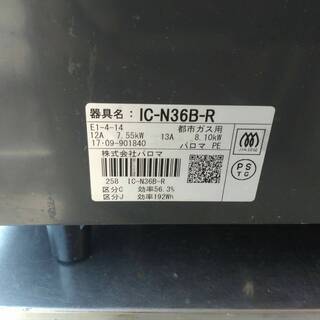 器具名：IC-N36B-R
E1-4-14 都市ガス用
12A 7.55kW 13A 8.10kW
17・09-901840 パロマ PE
株式会社パロマ
258 IC-N36B-R
区分C 効率56.3%
区分J 効率192Wh
PS
TG